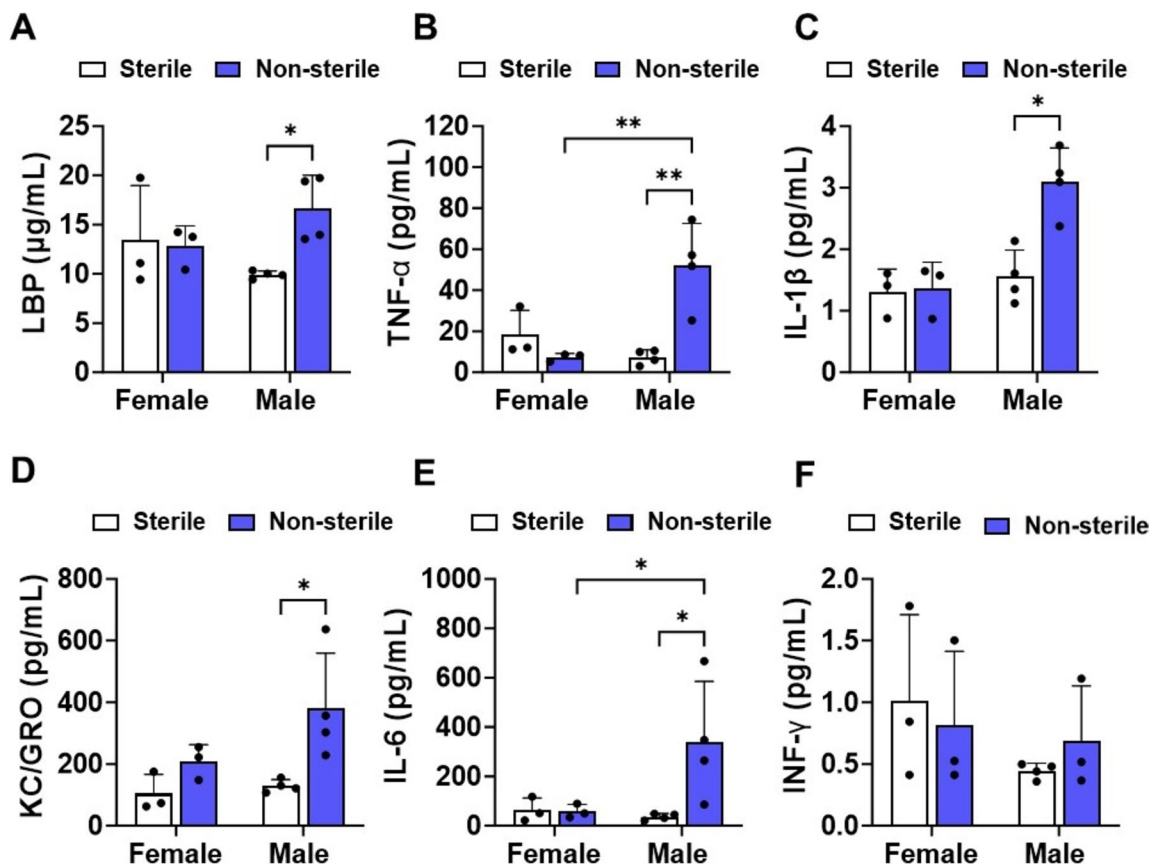 A
Sterile Non-sterile
LBP (µg/mL)
25
20
15
10
5
0
*
Female Male
B
Sterile Non-sterile
TNF-α (pg/mL)
120
100
80
60
40
20
0
**
**
Female Male
C
Sterile Non-sterile
IL-1β (pg/mL)
4
3
2
1
0
*
Female Male
D
Sterile Non-sterile
KC/GRO (pg/mL)
800
600
400
200
0
*
Female Male
E
Sterile Non-sterile
IL-6 (pg/mL)
1000
800
600
400
200
0
*
*
Female Male
F
Sterile Non-sterile
INF-γ (pg/mL)
2.0
1.5
1.0
0.5
0.0
Female Male